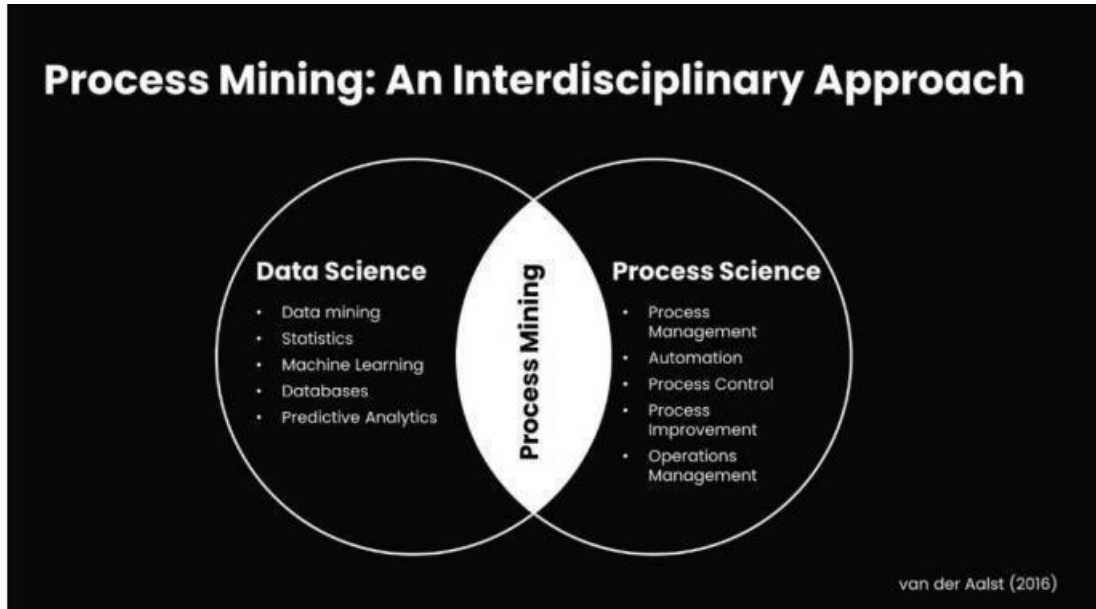 Process Mining: An Interdisciplinary Approach
Data Science
• Data mining
• Statistics
• Machine Learning
• Databases
• Predictive Analytics
Process Mining
Process Science
• Process
Management
• Automation
• Process Control
• Process
Improvement
• Operations
Management
van der Aalst (2016)